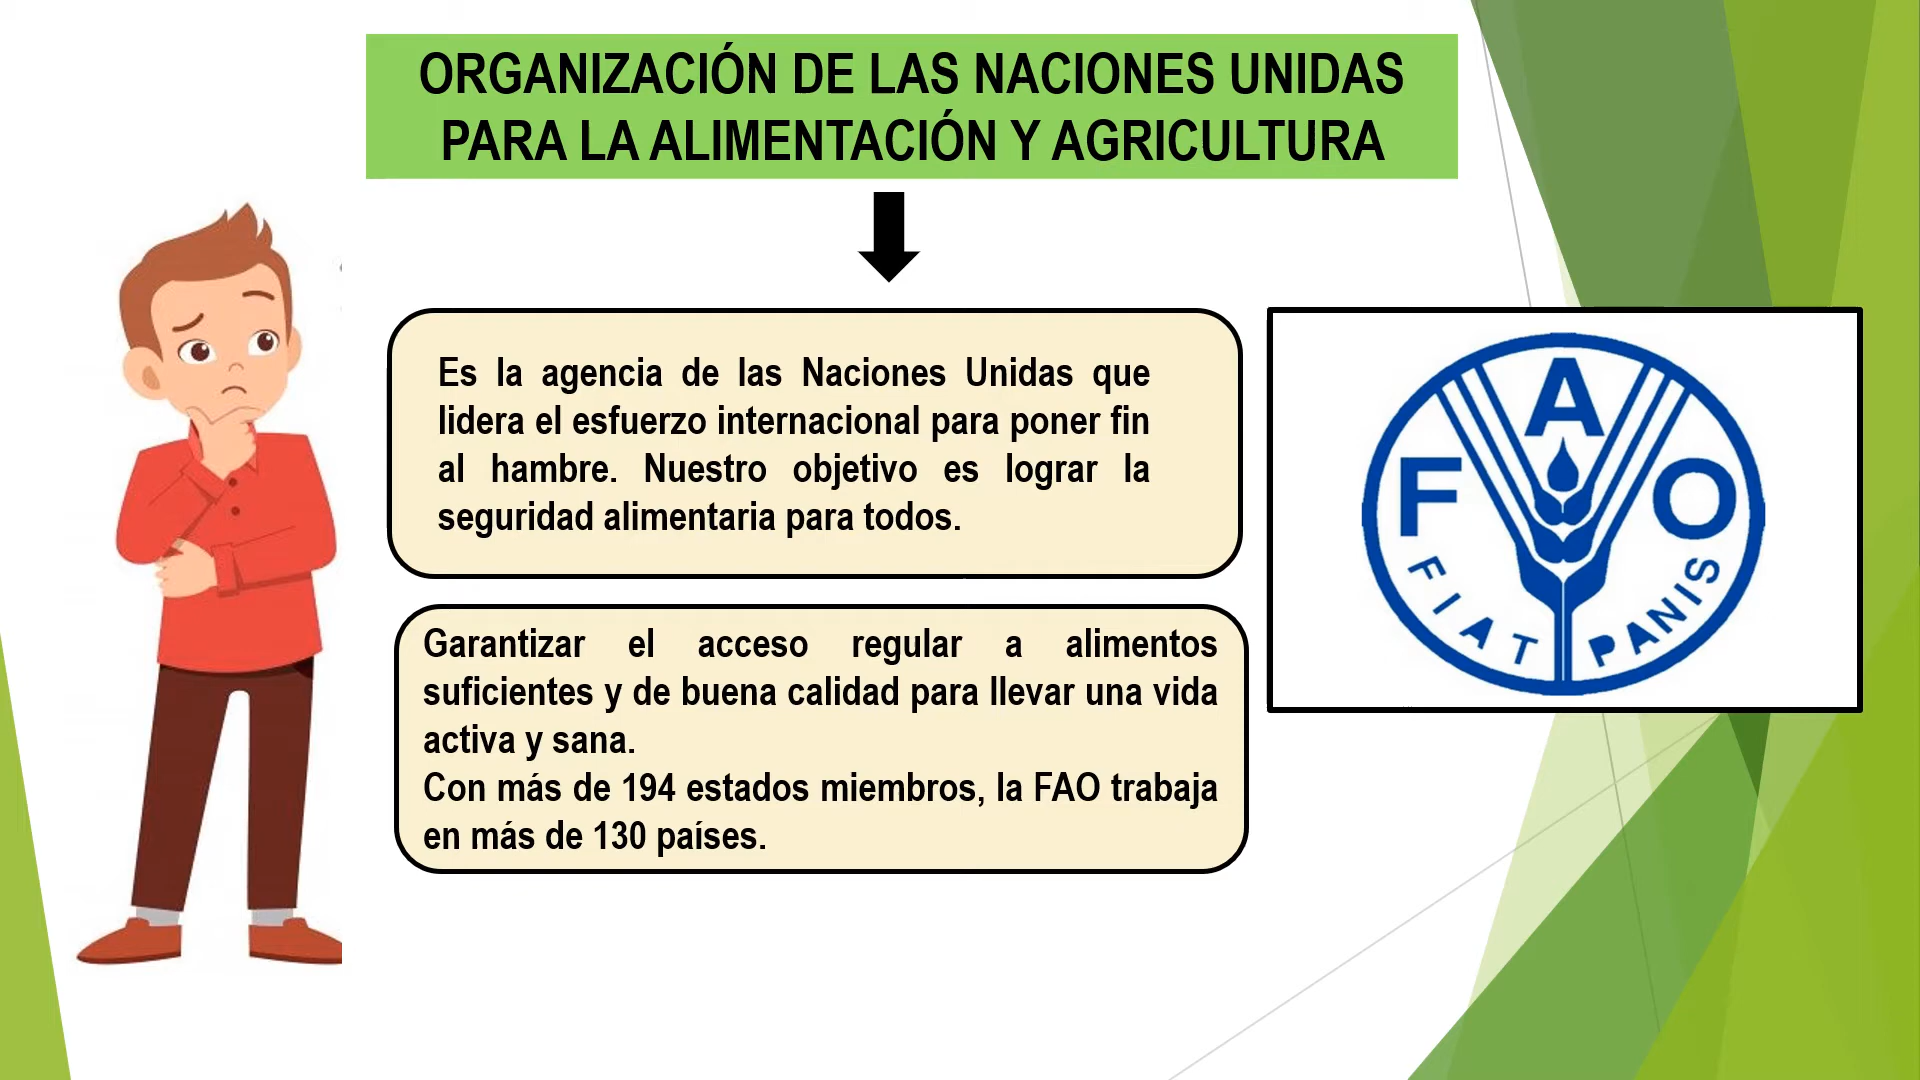 ORGANIZACIÓN DE LAS NACIONES UNIDAS
PARA LA ALIMENTACIÓN Y AGRICULTURA
Es la agencia de las Naciones Unidas que
lidera el esfuerzo internacional para poner fin
al hambre. Nuestro objetivo es lograr la
seguridad alimentaria para todos.
Garantizar el acceso regular a alimentos
suficientes y de buena calidad para llevar una vida
activa y sana.
Con más de 194 estados miembros, la FAO trabaja
en más de 130 países.
F A O
FIAT PANIS